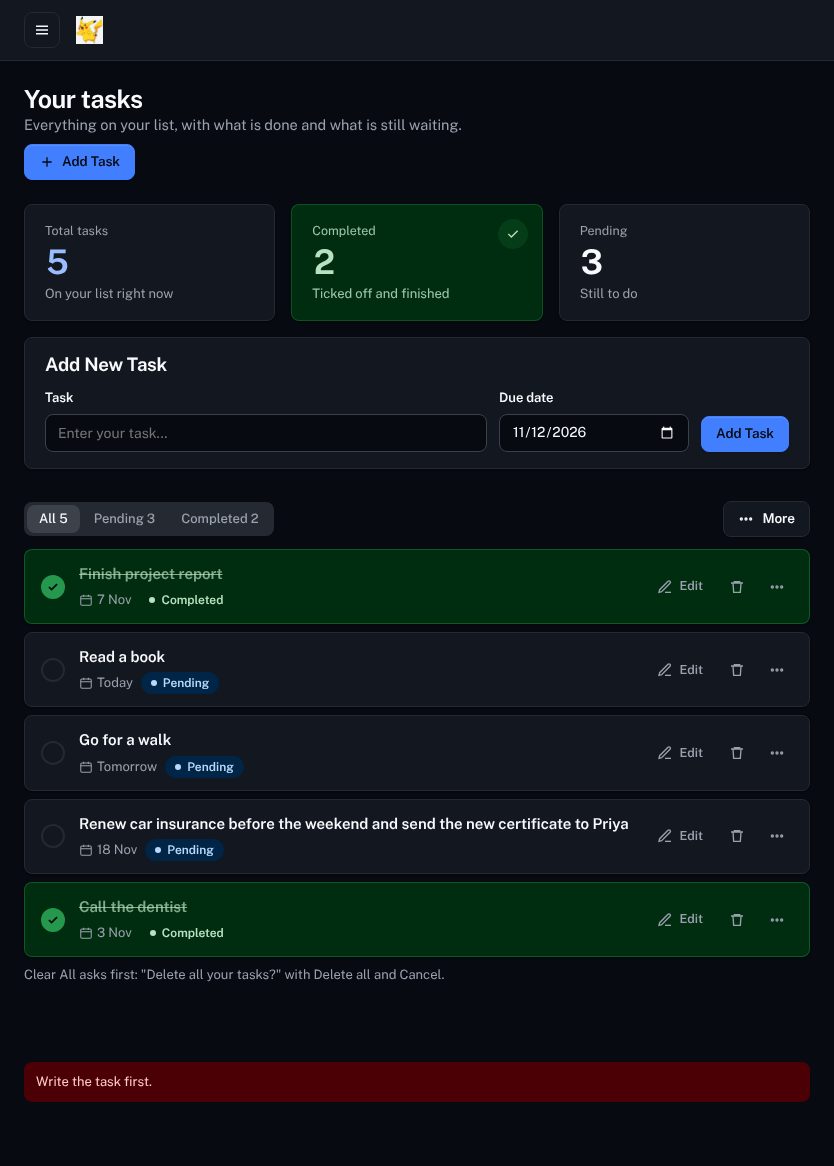 Your tasks
Everything on your list, with what is done and what is still waiting.
Add Task
Total tasks
5
On your list right now
Completed
2
Ticked off and finished
Pending
3
Still to do
Add New Task
Task
Due date
Enter your task...
11/12/2026
Add Task
All 5
Pending 3
Completed 2
More
Finish project report
7 Nov
Completed
Edit
Read a book
Today
Pending
Edit
Go for a walk
Tomorrow
Pending
Edit
Renew car insurance before the weekend and send the new certificate to Priya
18 Nov
Pending
Edit
Call the dentist
3 Nov
Completed
Edit
Clear All asks first: "Delete all your tasks?" with Delete all and Cancel.
Write the task first.